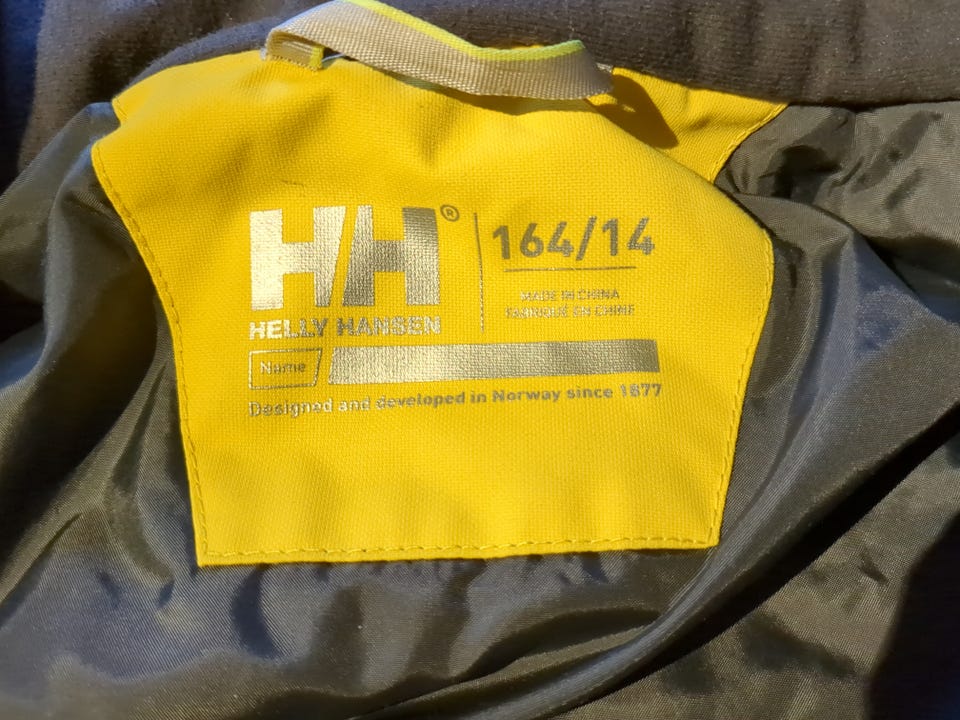 HH®
HELLY HANSEN
164/14
MADE IN CHINA
FABRIQUÉ EN CHINE
Name
Designed and developed in Norway since 1877